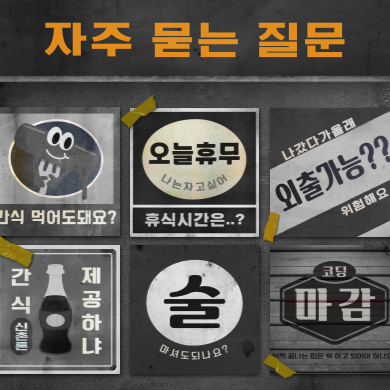 자주 묻는 질문
간식 먹어도돼요?
오늘휴무
나는자고싶어
휴식시간은..?
나갔다가올래
외출가능???
위험해요
간식
신호등
제공하냐
술
마셔도되나요?
코딩
마감